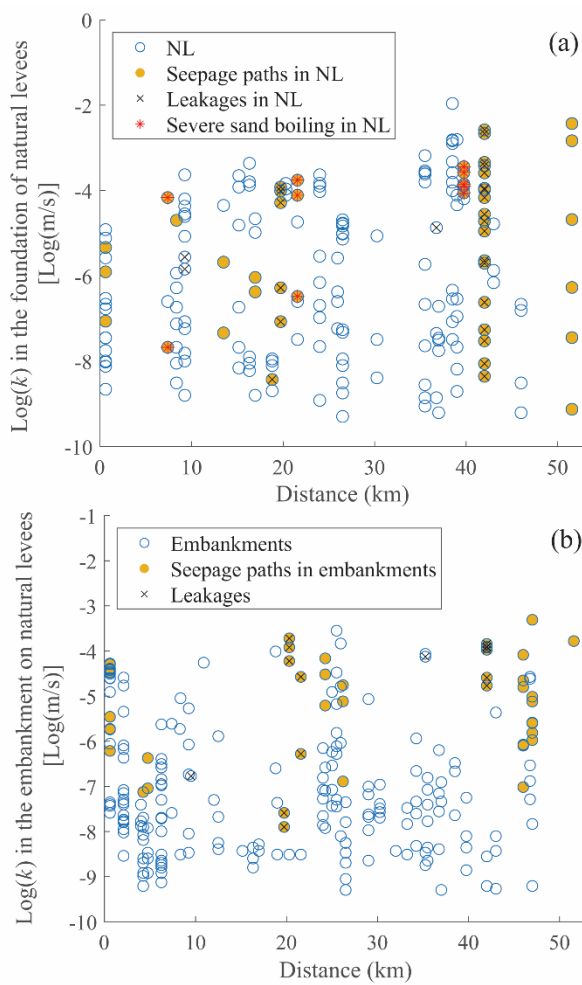 (a)
NL
Seepage paths in NL
Leakages in NL
Severe sand boiling in NL
0
-2
-4
-6
-8
-10
Log(k) in the foundation of natural levees
[Log(m/s)]
0 10 20 30 40 50
Distance (km)
(b)
Embankments
Seepage paths in embankments
Leakages
-1
-2
-3
-4
-5
-6
-7
-8
-9
-10
Log(k) in the embankment on natural levees
[Log(m/s)]
0 10 20 30 40 50
Distance (km)